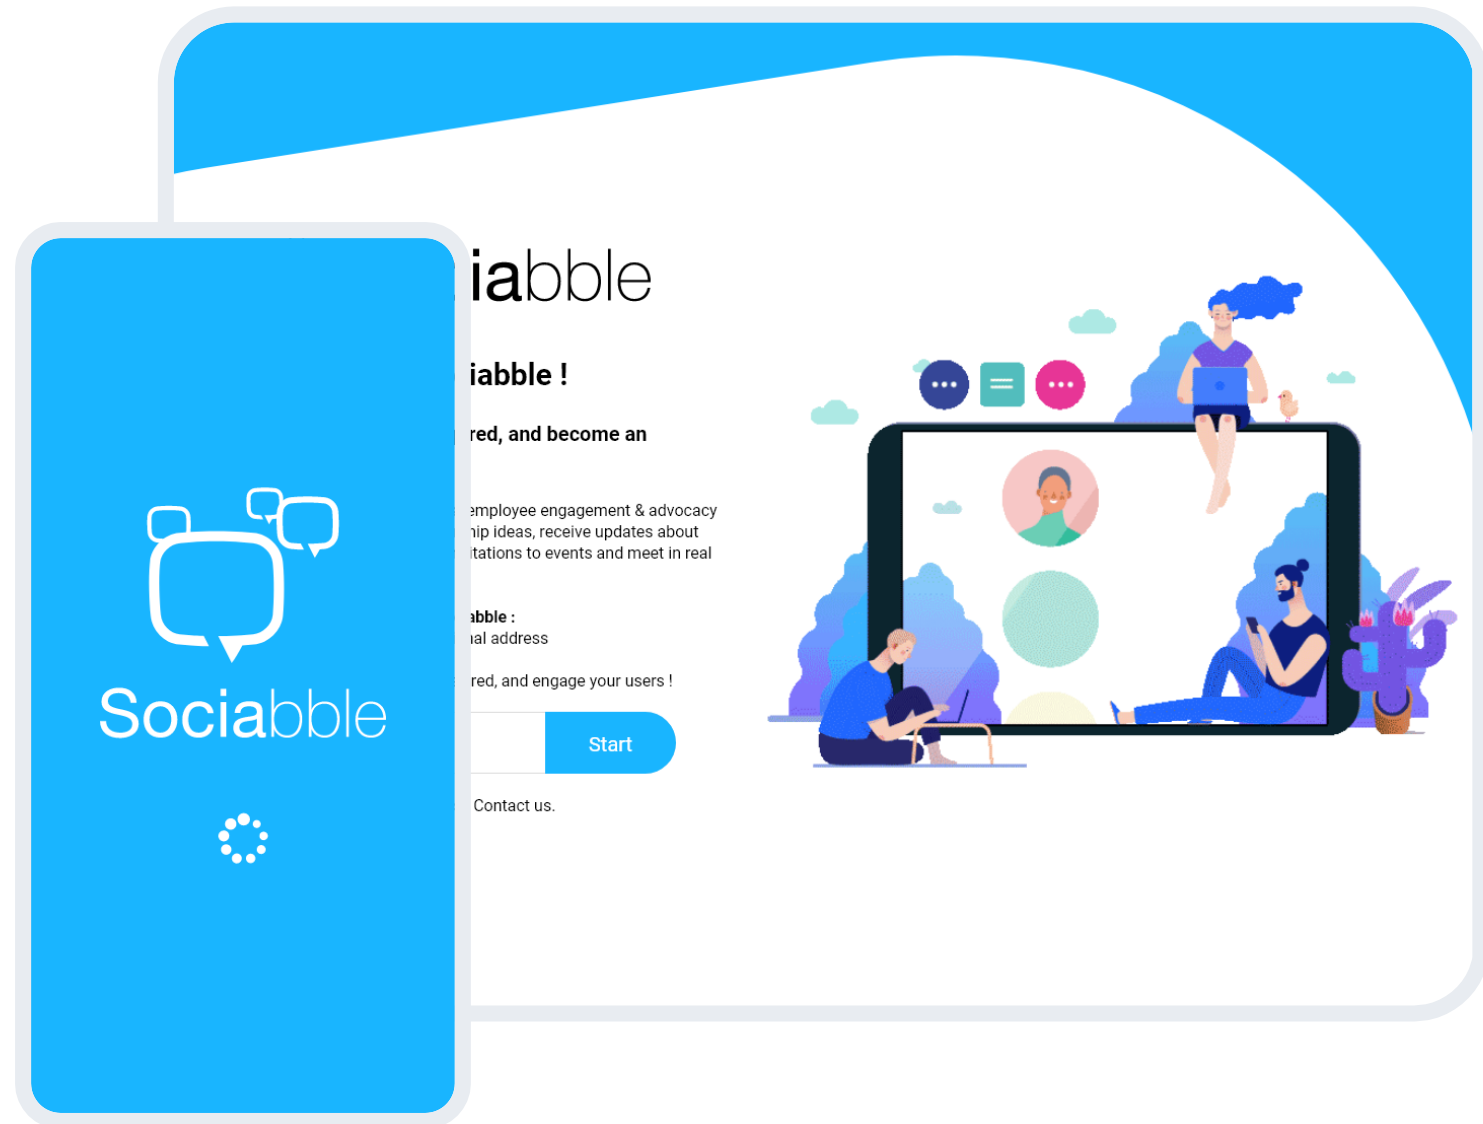 iabble
iabble !
red, and become an
employee engagement & advocacy
hip ideas, receive updates about
itations to events and meet in real
abble :
nal address
red, and engage your users !
Start
Contact us.
Sociabble